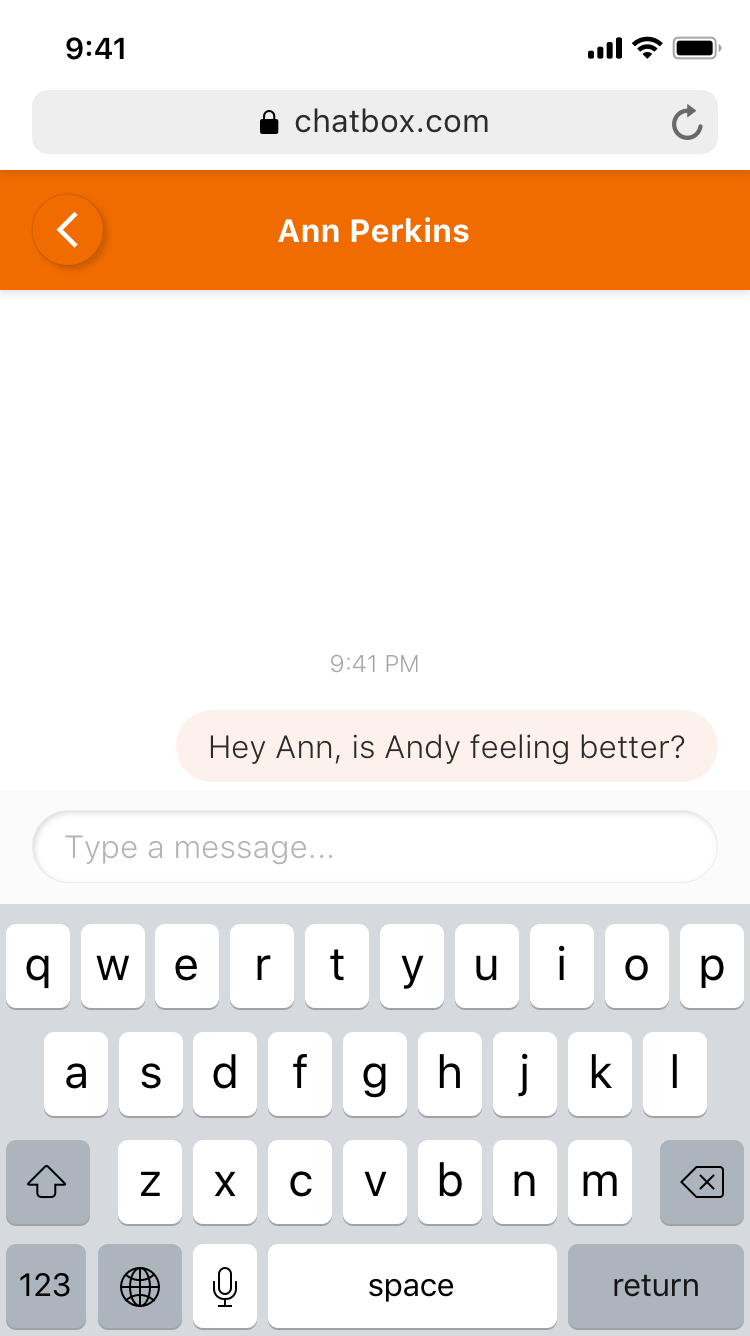 9:41
chatbox.com
Ann Perkins
9:41 PM
Hey Ann, is Andy feeling better?
Type a message...
q w e r t y u i o p
a s d f g h j k l
z x c v b n m
123 space return